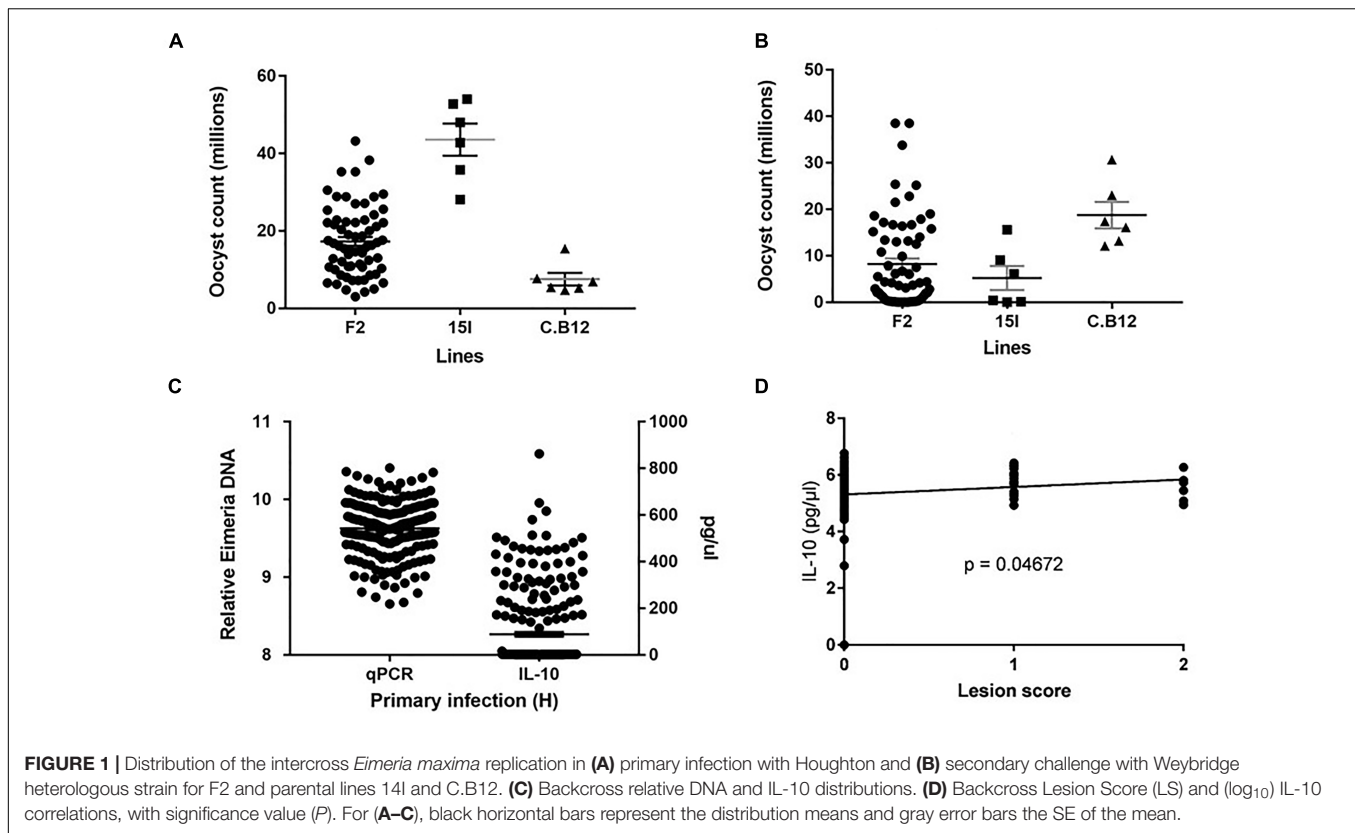 A
Oocyst count (millions)
60
40
20
0
F2 15I C.B12
Lines
B
Oocyst count (millions)
50
40
30
20
10
0
F2 15I C.B12
Lines
C
Relative Eimeria DNA
11
10
9
8
1000
800
600
400
200
0
pg/ul
qPCR IL-10
Primary infection (H)
D
IL-10 (pg/µl)
8
6
4
2
0
p = 0.04672
0 1 2
Lesion score
FIGURE 1 | Distribution of the intercross Eimeria maxima replication in (A) primary infection with Houghton and (B) secondary challenge with Weybridge
heterologous strain for F2 and parental lines 14I and C.B12. (C) Backcross relative DNA and IL-10 distributions. (D) Backcross Lesion Score (LS) and (log₁₀) IL-10
correlations, with significance value (P). For (A–C), black horizontal bars represent the distribution means and gray error bars the SE of the mean.